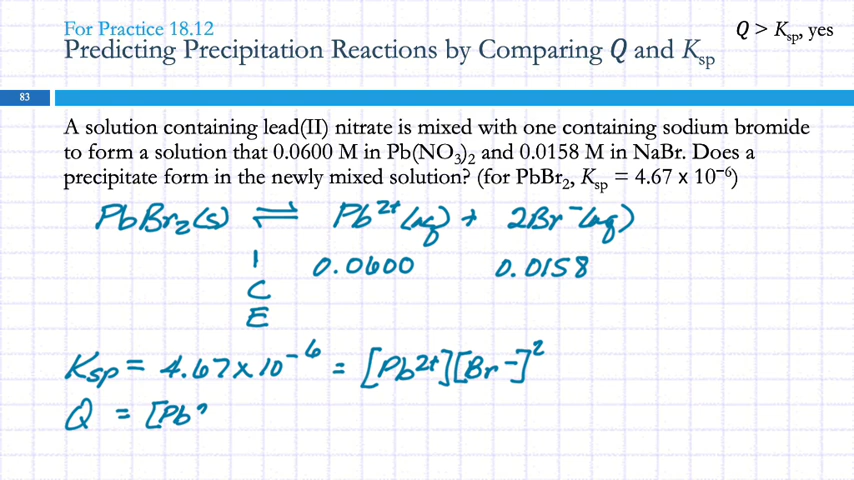 For Practice 18.12
Q > Ksp, yes
Predicting Precipitation Reactions by Comparing Q and Ksp
83
A solution containing lead(II) nitrate is mixed with one containing sodium bromide
to form a solution that 0.0600 M in Pb(NO3)2 and 0.0158 M in NaBr. Does a
precipitate form in the newly mixed solution? (for PbBr2, Ksp = 4.67 x 10−6)
PbBr2(s) ⇌ Pb2+(aq) + 2Br−(aq)
I 0.0600 0.0158
C
E
Ksp = 4.67×10−6 = [Pb2+][Br−]2
Q = [Pb2